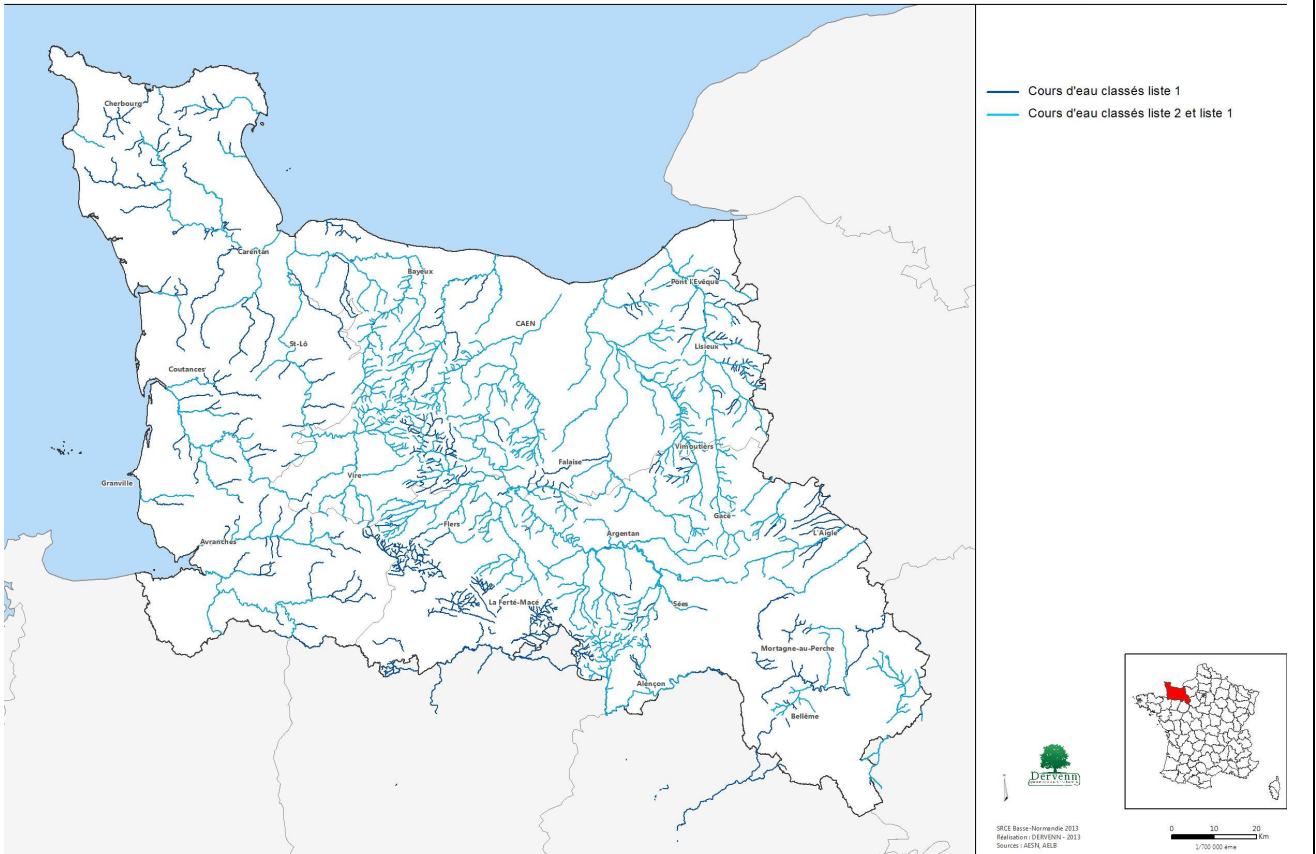 Cours d'eau classés liste 1
Cours d'eau classés liste 2 et liste 1
Cherbourg
Carentan
Bayeux
Pont l'Evêque
CAEN
St-Lô
Lisieux
Coutances
Vimoutiers
Falaise
Vire
Granville
Gacé
Flers
Argentan
L'Aigle
Avranches
La Ferté-Macé
Sées
Mortagne-au-Perche
Alençon
Bellême
Dervenn
SRCE Basse-Normandie 2013
Réalisation : DERVENN - 2013
Sources : AESN, AELB
0 10 20
Km
1/700 000 ème